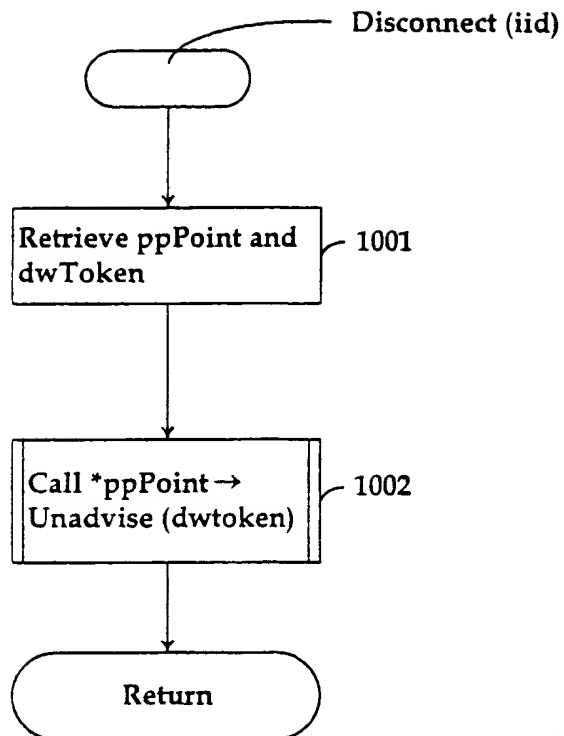 Disconnect (iid)
Retrieve ppPoint and
dwToken
1001
Call *ppPoint →
Unadvise (dwtoken)
1002
Return